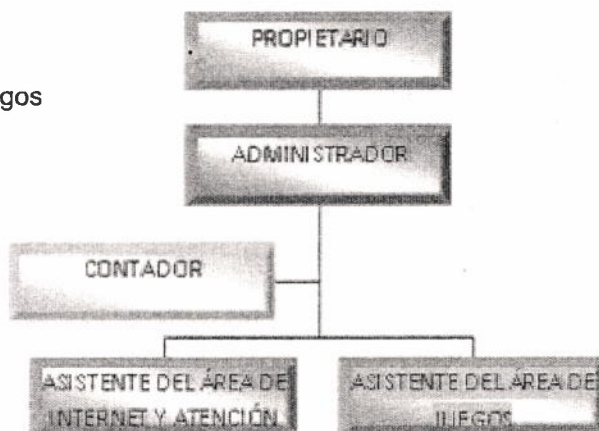 PROPIETARIO
gos
ADMINISTRADOR
CONTADOR
ASISTENTE DEL ÁREA DE
INTERNET Y ATENCIÓN
ASISTENTE DEL ÁREA DE
JUEGOS